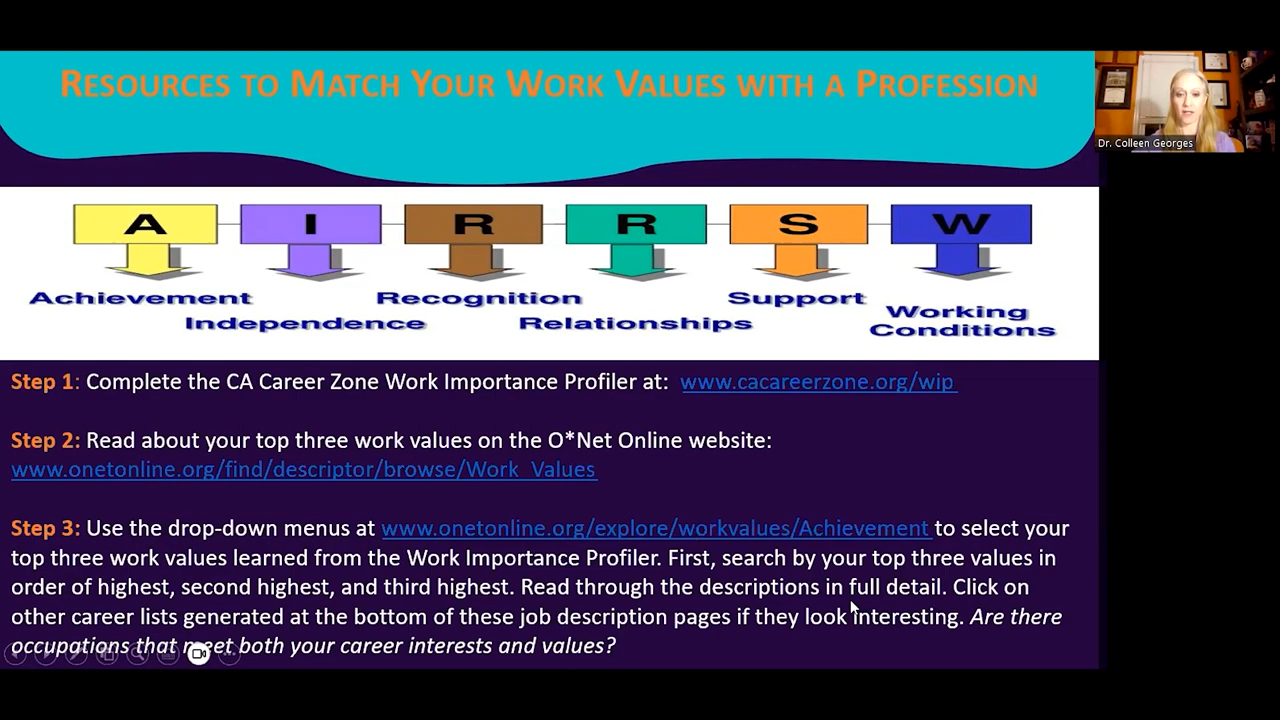 RESOURCES TO MATCH YOUR WORK VALUES WITH A PROFESSION
Dr. Colleen Georges
A I R R S W
Achievement
Independence
Recognition
Relationships
Support
Working
Conditions
Step 1: Complete the CA Career Zone Work Importance Profiler at: www.cacareerzone.org/wip
Step 2: Read about your top three work values on the O*Net Online website:
www.onetonline.org/find/descriptor/browse/Work_Values
Step 3: Use the drop-down menus at www.onetonline.org/explore/workvalues/Achievement to select your
top three work values learned from the Work Importance Profiler. First, search by your top three values in
order of highest, second highest, and third highest. Read through the descriptions in full detail. Click on
other career lists generated at the bottom of these job description pages if they look interesting. Are there
occupations that meet both your career interests and values?